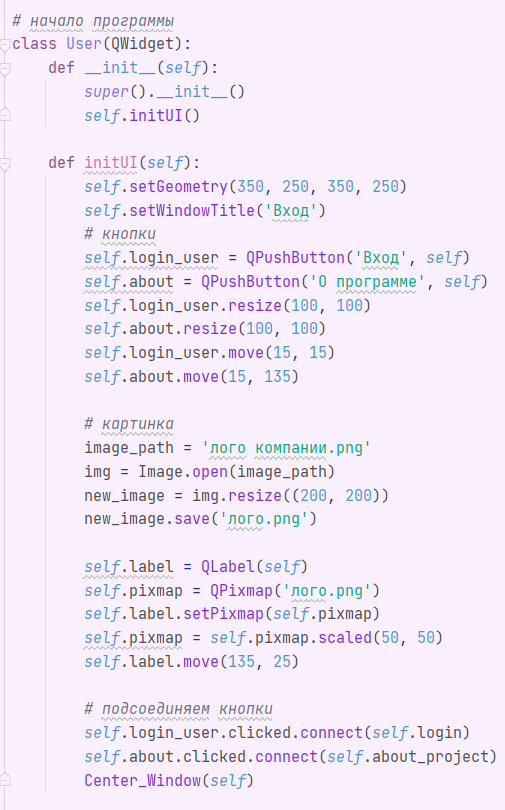 # начало программы
class User(QWidget):
    def __init__(self):
        super().__init__()
        self.initUI()

    def initUI(self):
        self.setGeometry(350, 250, 350, 250)
        self.setWindowTitle('Вход')
        # кнопки
        self.login_user = QPushButton('Вход', self)
        self.about = QPushButton('О программе', self)
        self.login_user.resize(100, 100)
        self.about.resize(100, 100)
        self.login_user.move(15, 15)
        self.about.move(15, 135)

        # картинка
        image_path = 'лого компании.png'
        img = Image.open(image_path)
        new_image = img.resize((200, 200))
        new_image.save('лого.png')

        self.label = QLabel(self)
        self.pixmap = QPixmap('лого.png')
        self.label.setPixmap(self.pixmap)
        self.pixmap = self.pixmap.scaled(50, 50)
        self.label.move(135, 25)

        # подсоединяем кнопки
        self.login_user.clicked.connect(self.login)
        self.about.clicked.connect(self.about_project)
        Center_Window(self)